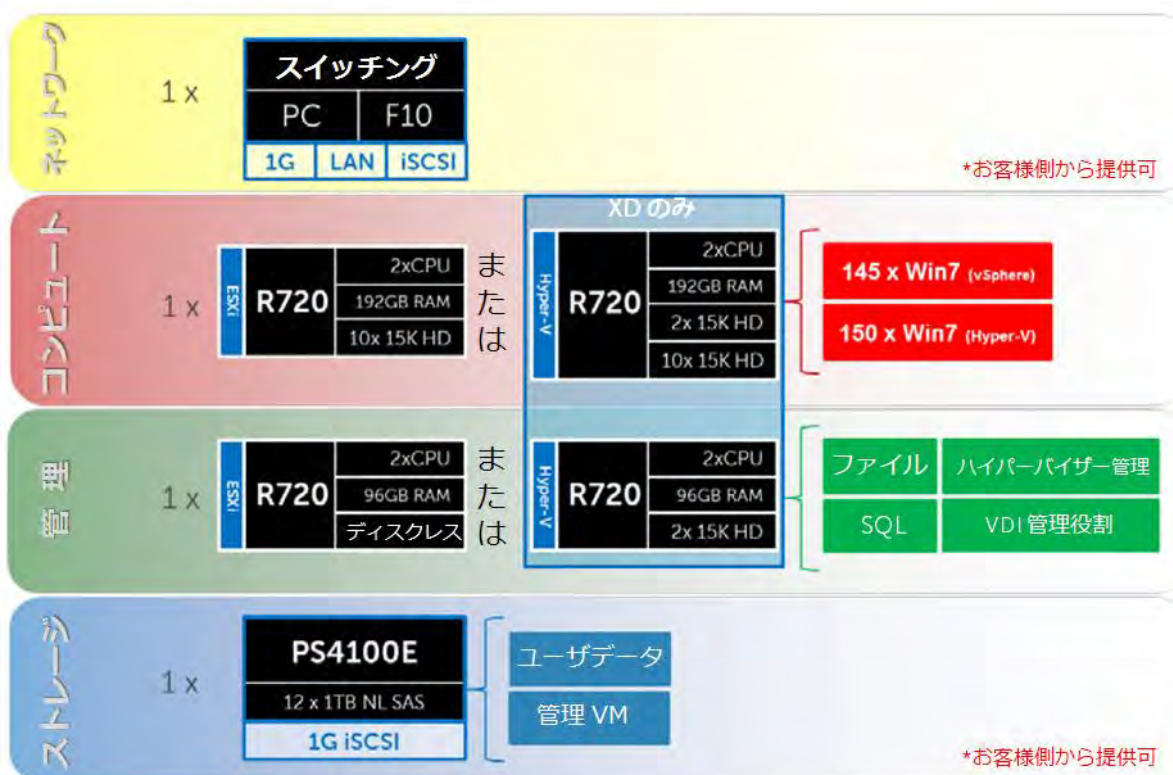 ネットワーク
1 x
スイッチング
PC
F10
1G
LAN
iSCSI
*お客様側から提供可
コンピュート
1 x
ESXi
R720
2xCPU
192GB RAM
10x 15K HD
または
XD のみ
Hyper-V
R720
2xCPU
192GB RAM
2x 15K HD
10x 15K HD
145 x Win7 (vSphere)
150 x Win7 (Hyper-V)
管理
1 x
ESXi
R720
2xCPU
96GB RAM
ディスクレス
または
Hyper-V
R720
2xCPU
96GB RAM
2x 15K HD
ファイル
ハイパーバイザー管理
SQL
VDI 管理役割
ストレージ
1 x
PS4100E
12 x 1TB NL SAS
1G iSCSI
ユーザデータ
管理 VM
*お客様側から提供可